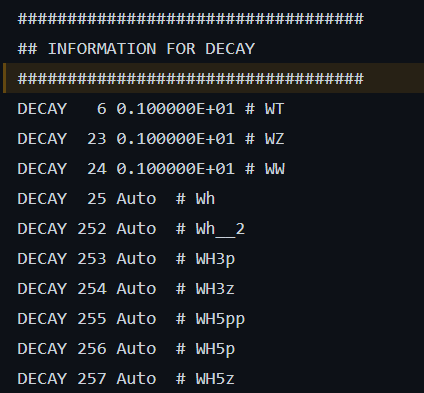 ###################################
## INFORMATION FOR DECAY
###################################
DECAY   6 0.100000E+01 # WT
DECAY  23 0.100000E+01 # WZ
DECAY  24 0.100000E+01 # WW
DECAY  25 Auto  # Wh
DECAY 252 Auto  # Wh__2
DECAY 253 Auto  # WH3p
DECAY 254 Auto  # WH3z
DECAY 255 Auto  # WH5pp
DECAY 256 Auto  # WH5p
DECAY 257 Auto  # WH5z